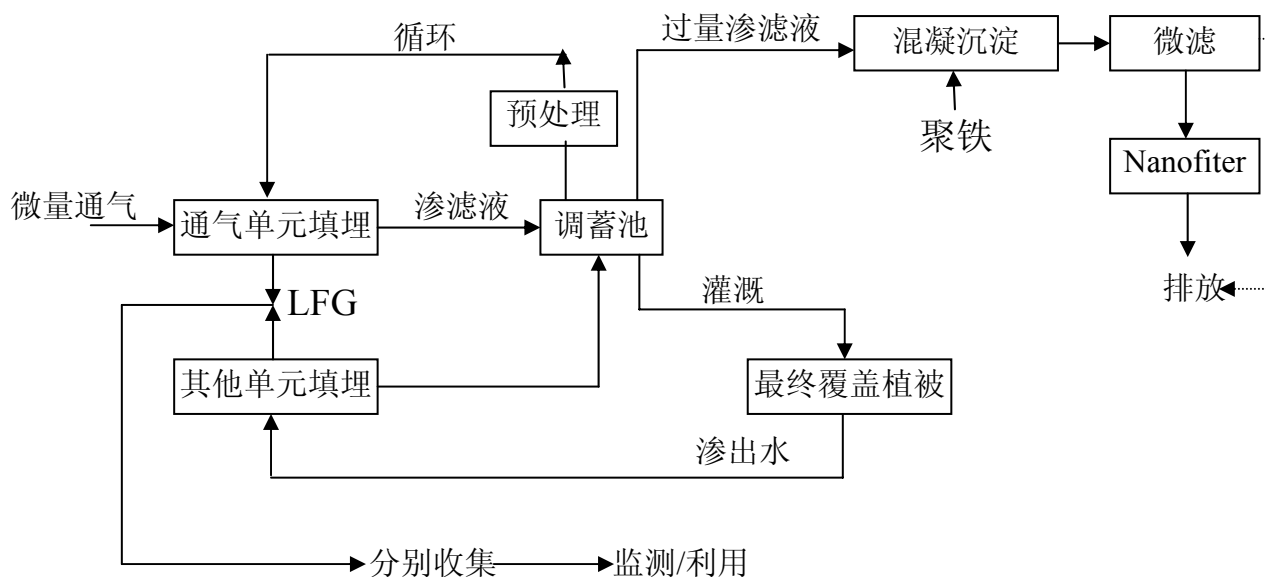 循环
过量渗滤液
混凝沉淀
微滤
预处理
聚铁
Nanofiter
微量通气
通气单元填埋
渗滤液
调蓄池
排放
LFG
灌溉
其他单元填埋
最终覆盖植被
渗出水
分别收集
监测/利用